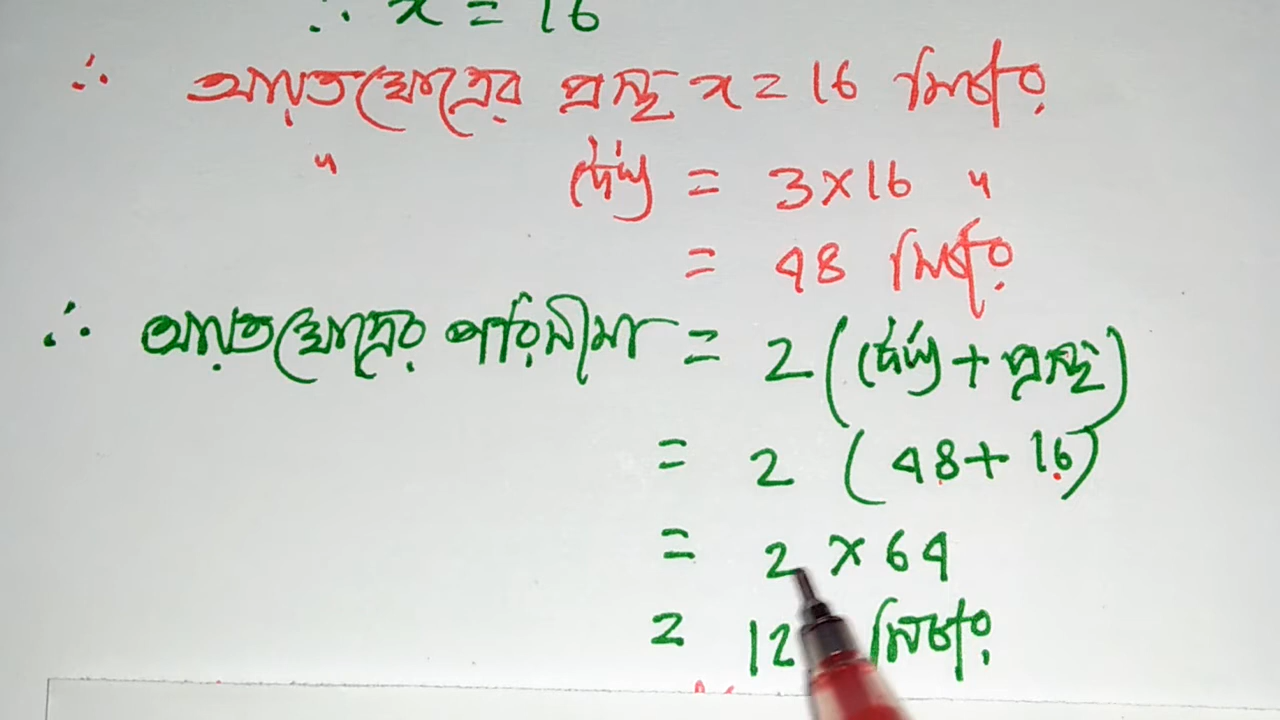 ∴ x = 16
∴ আয়তক্ষেত্রের প্রস্থ x = 16 মিটার
" দৈর্ঘ্য = 3 × 16 "
= 48 মিটার
∴ আয়তক্ষেত্রের পরিসীমা = 2 (দৈর্ঘ্য + প্রস্থ)
= 2 (48 + 16)
= 2 × 64
= 12 মিটার